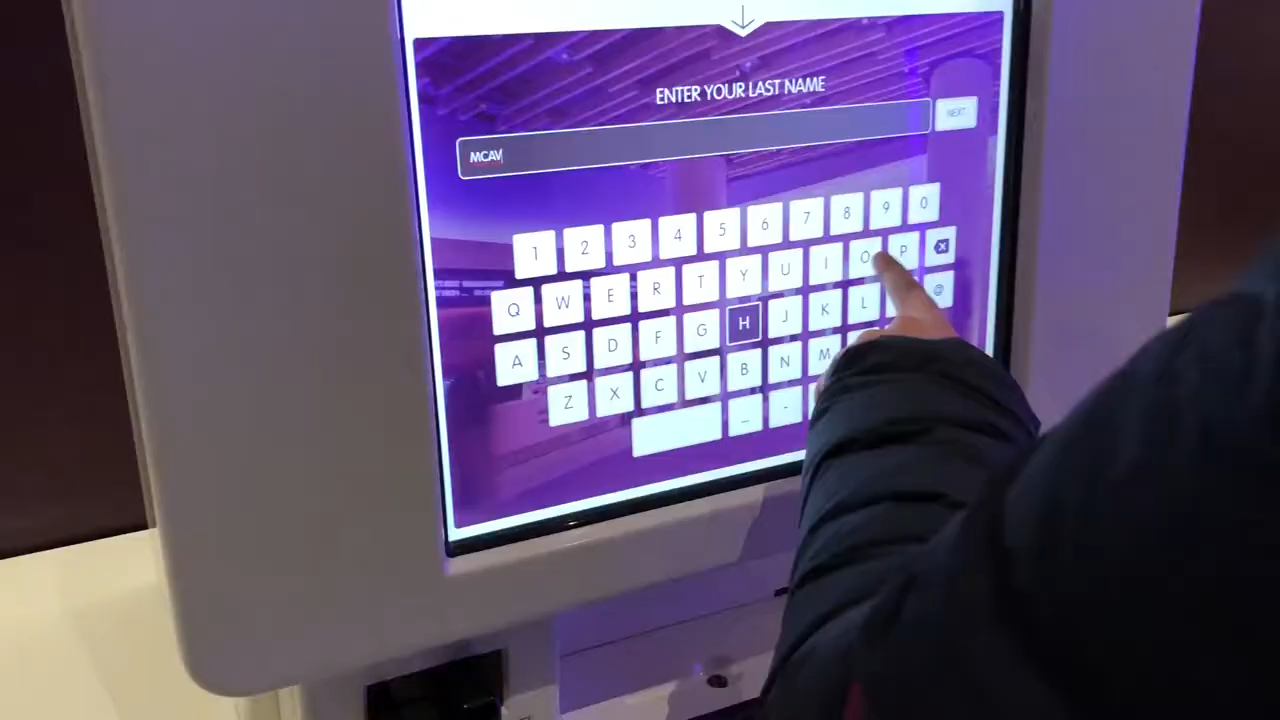 ENTER YOUR LAST NAME
MCAV
NEXT
1 2 3 4 5 6 7 8 9 0
Q W E R T Y U I O P
A S D F G H J K L @
Z X C V B N M
_ -